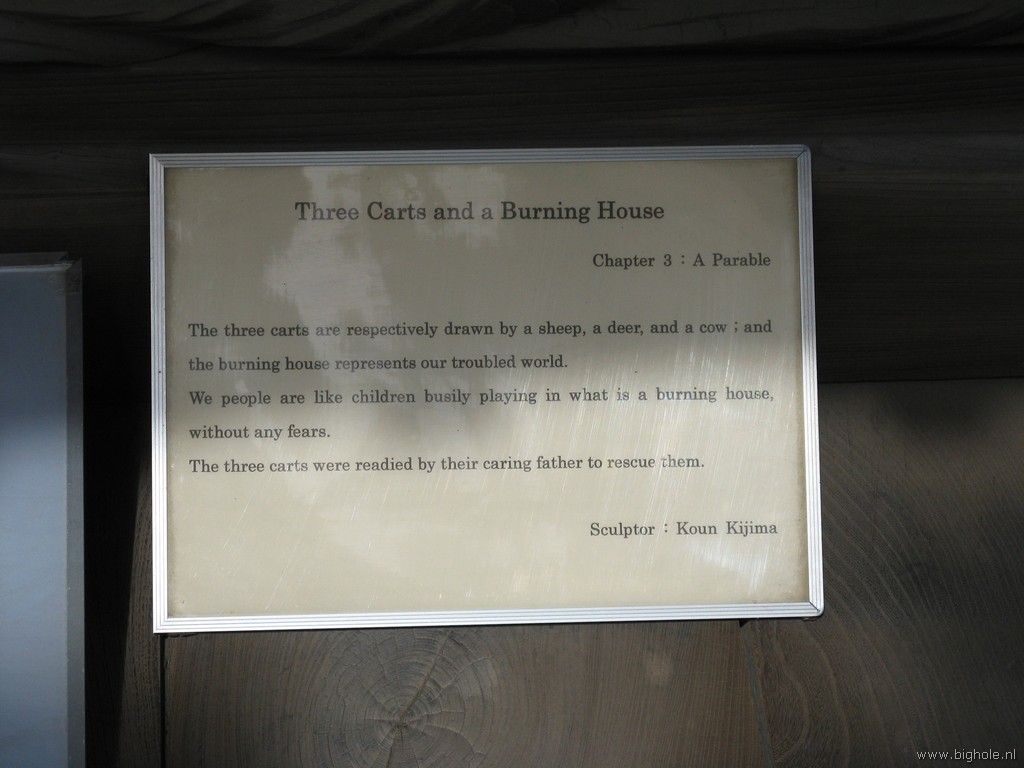 Three Carts and a Burning House
Chapter 3 : A Parable
The three carts are respectively drawn by a sheep, a deer, and a cow ; and
the burning house represents our troubled world.
We people are like children busily playing in what is a burning house,
without any fears.
The three carts were readied by their caring father to rescue them.
Sculptor : Koun Kijima
www.bighole.nl